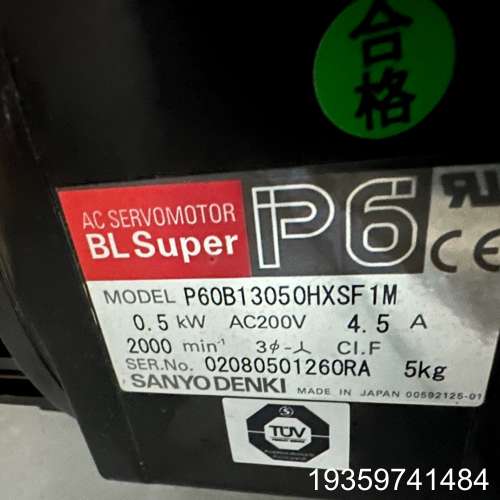 合格
AC SERVOMOTOR
BL Super P6
CE
MODEL P60B13050HXSF1M
0.5 kW AC200V 4.5 A
2000 min⁻¹ 3ϕ-人 CI.F
SER.No. 02080501260RA 5kg
SANYO DENKI MADE IN JAPAN 00592125-01
TÜV
19359741484